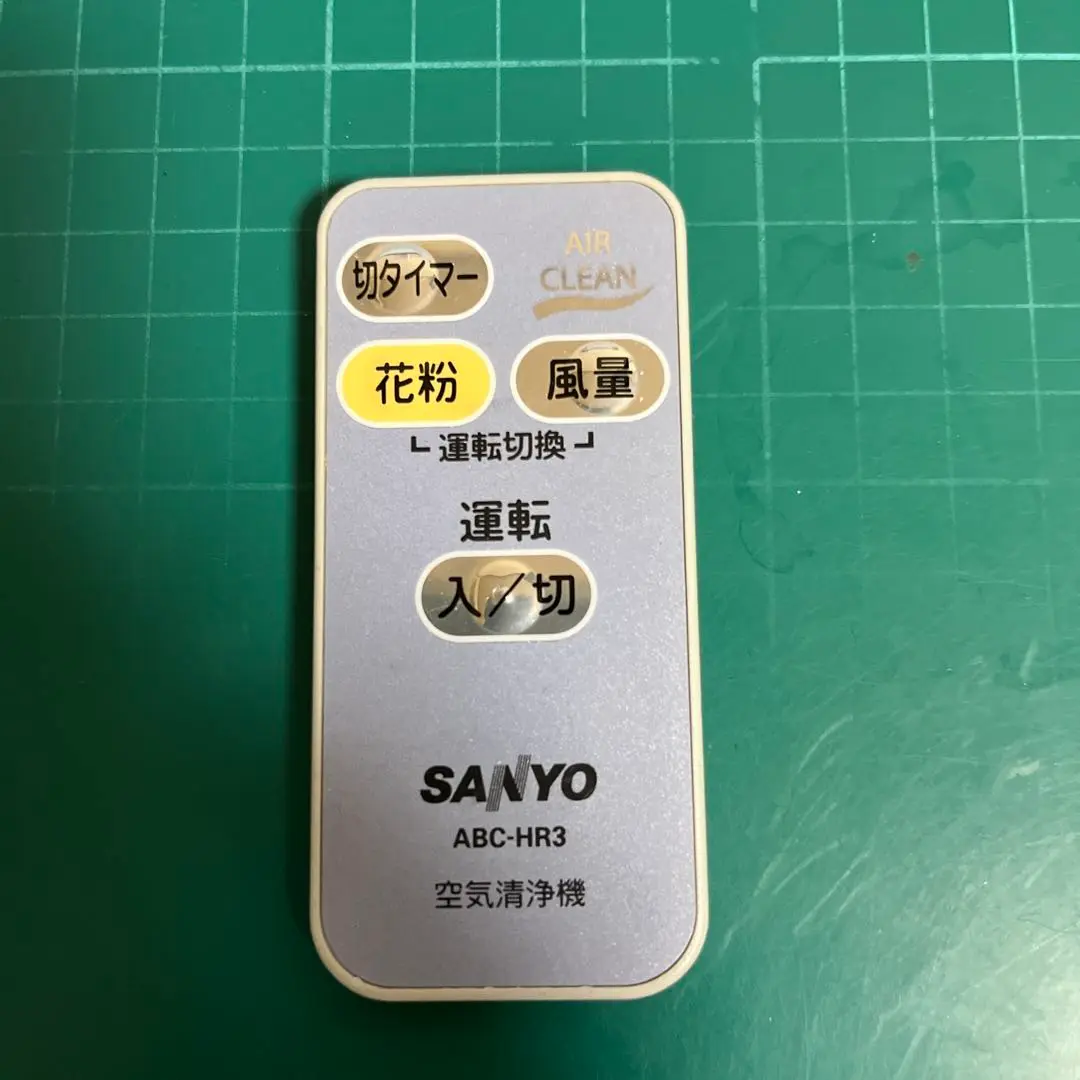 切タイマー
AIR
CLEAN
花粉
風量
運転切換
運転
入／切
SANYO
ABC-HR3
空気清浄機